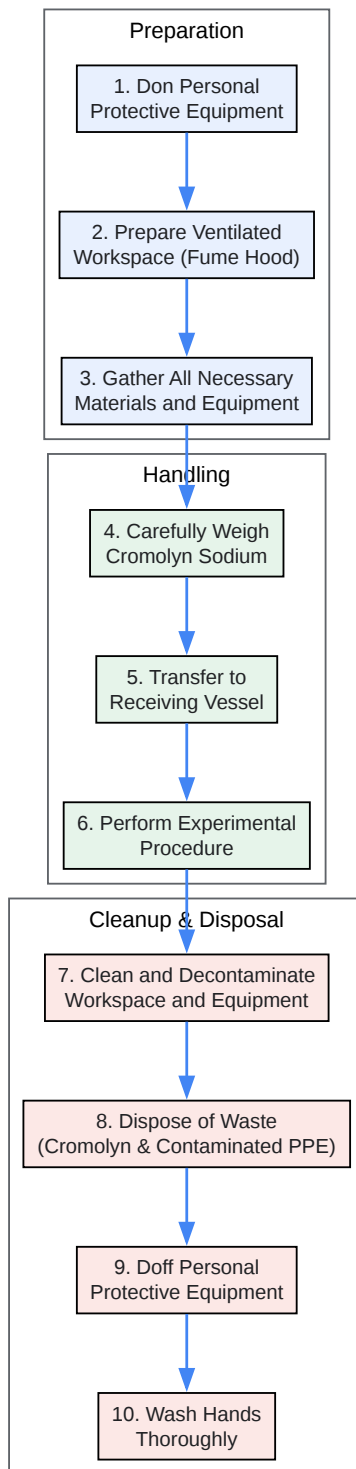 Preparation
1. Don Personal
Protective Equipment
2. Prepare Ventilated
Workspace (Fume Hood)
3. Gather All Necessary
Materials and Equipment
Handling
4. Carefully Weigh
Cromolyn Sodium
5. Transfer to
Receiving Vessel
6. Perform Experimental
Procedure
Cleanup & Disposal
7. Clean and Decontaminate
Workspace and Equipment
8. Dispose of Waste
(Cromolyn & Contaminated PPE)
9. Doff Personal
Protective Equipment
10. Wash Hands
Thoroughly